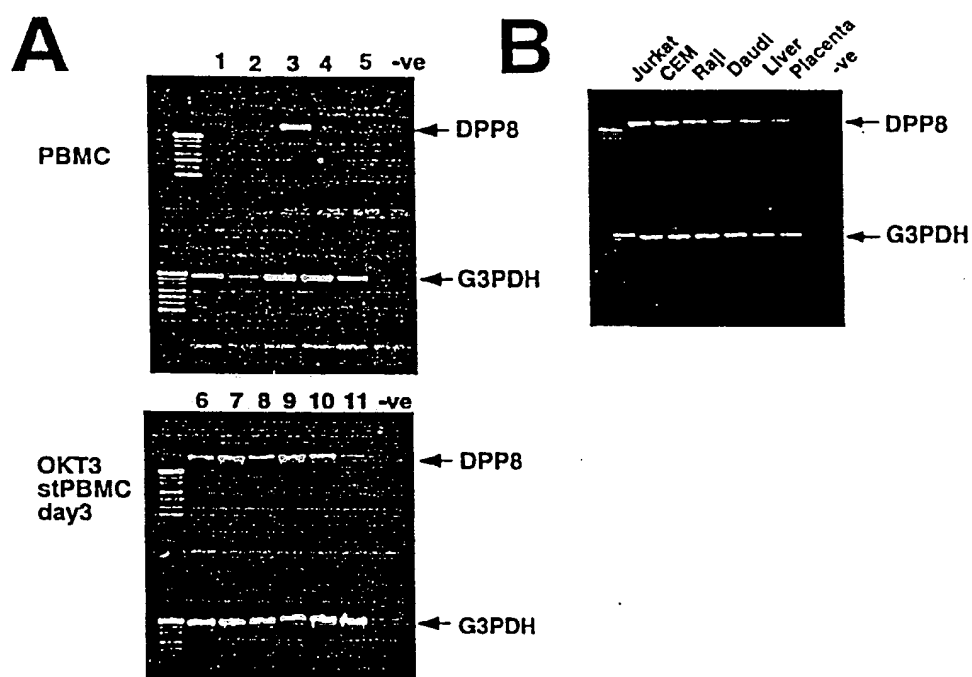 A
1 2 3 4 5 -ve
PBMC
DPP8
G3PDH
6 7 8 9 10 11 -ve
OKT3
stPBMC
day3
DPP8
G3PDH
B
Jurkat CEM Raji Daudi Liver Placenta -ve
DPP8
G3PDH